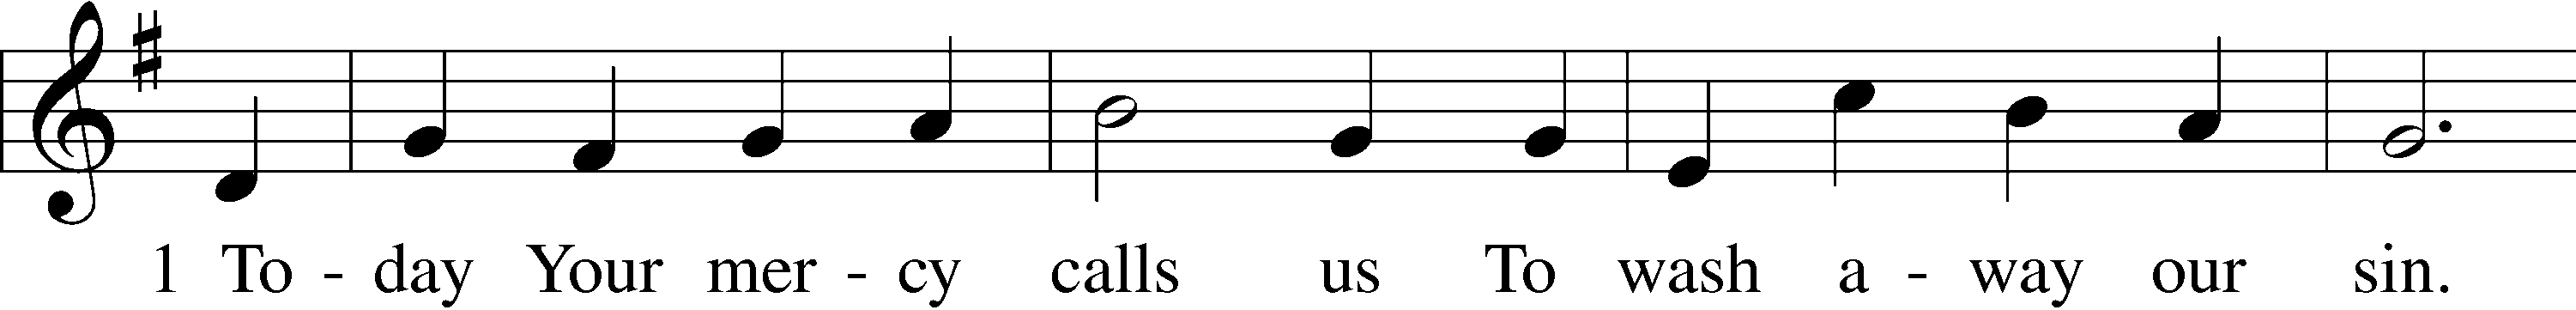 1 To - day Your mer - cy calls us To wash a - way our sin.